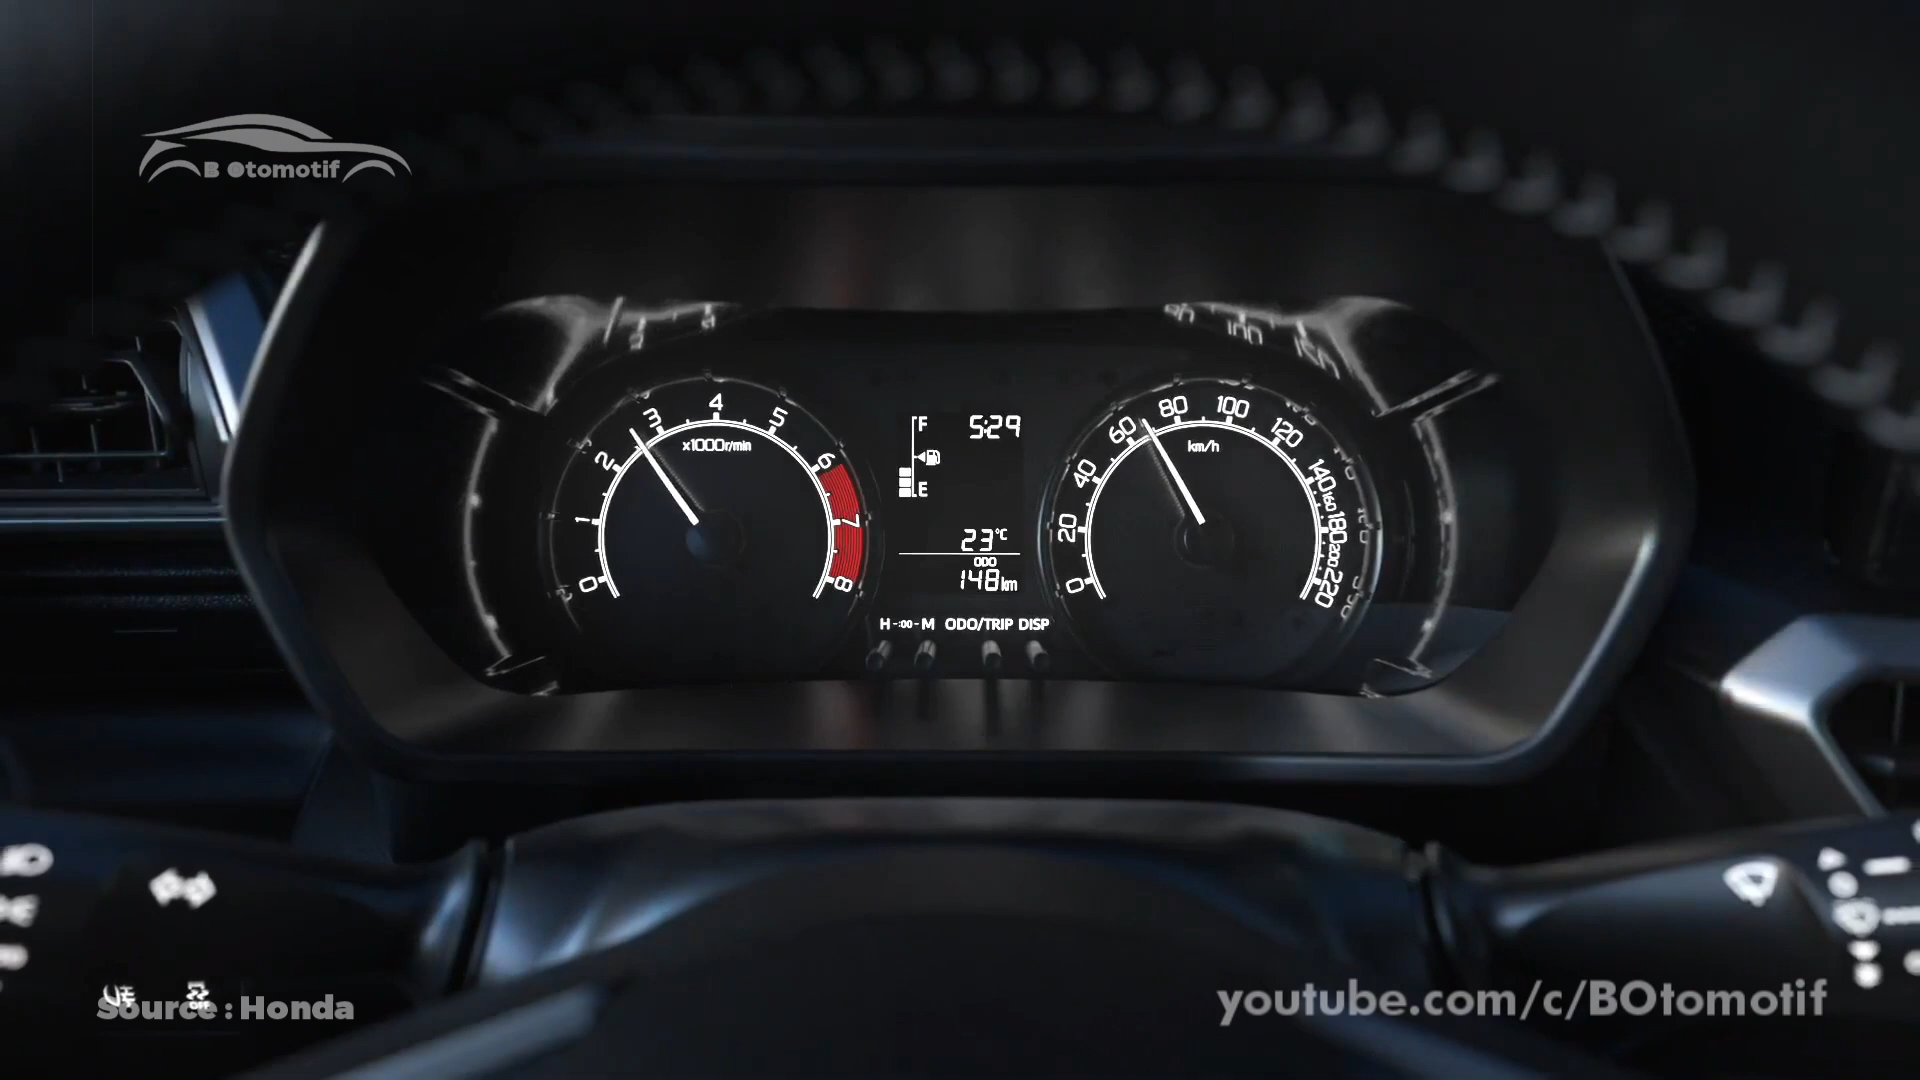 B Otomotif
4
3
5
x1000r/min
2
6
1
7
0
8
F
5:29
E
23°C
ODO
148km
H-:00-M ODO/TRIP DISP
80
100
60
120
km/h
40
140
160
20
180
200
0
220
OFF
Source : Honda
youtube.com/c/BOtomotif